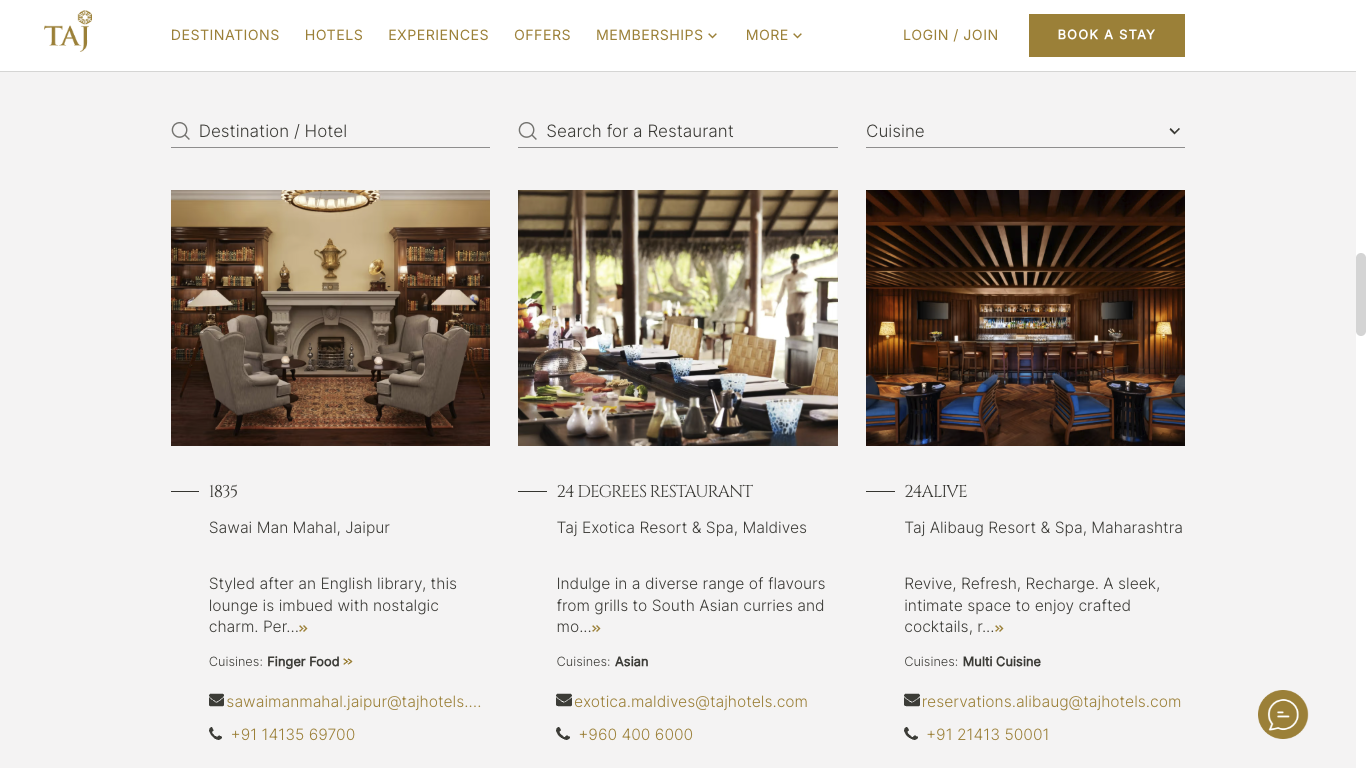 TAJ
DESTINATIONS
HOTELS
EXPERIENCES
OFFERS
MEMBERSHIPS
MORE
LOGIN / JOIN
BOOK A STAY
Destination / Hotel
Search for a Restaurant
Cuisine
1835
Sawai Man Mahal, Jaipur
Styled after an English library, this
lounge is imbued with nostalgic
charm. Per...»
Cuisines: Finger Food »
sawaimanmahal.jaipur@tajhotels....
+91 14135 69700
24 DEGREES RESTAURANT
Taj Exotica Resort & Spa, Maldives
Indulge in a diverse range of flavours
from grills to South Asian curries and
mo...»
Cuisines: Asian
exotica.maldives@tajhotels.com
+960 400 6000
24ALIVE
Taj Alibaug Resort & Spa, Maharashtra
Revive, Refresh, Recharge. A sleek,
intimate space to enjoy crafted
cocktails, r...»
Cuisines: Multi Cuisine
reservations.alibaug@tajhotels.com
+91 21413 50001